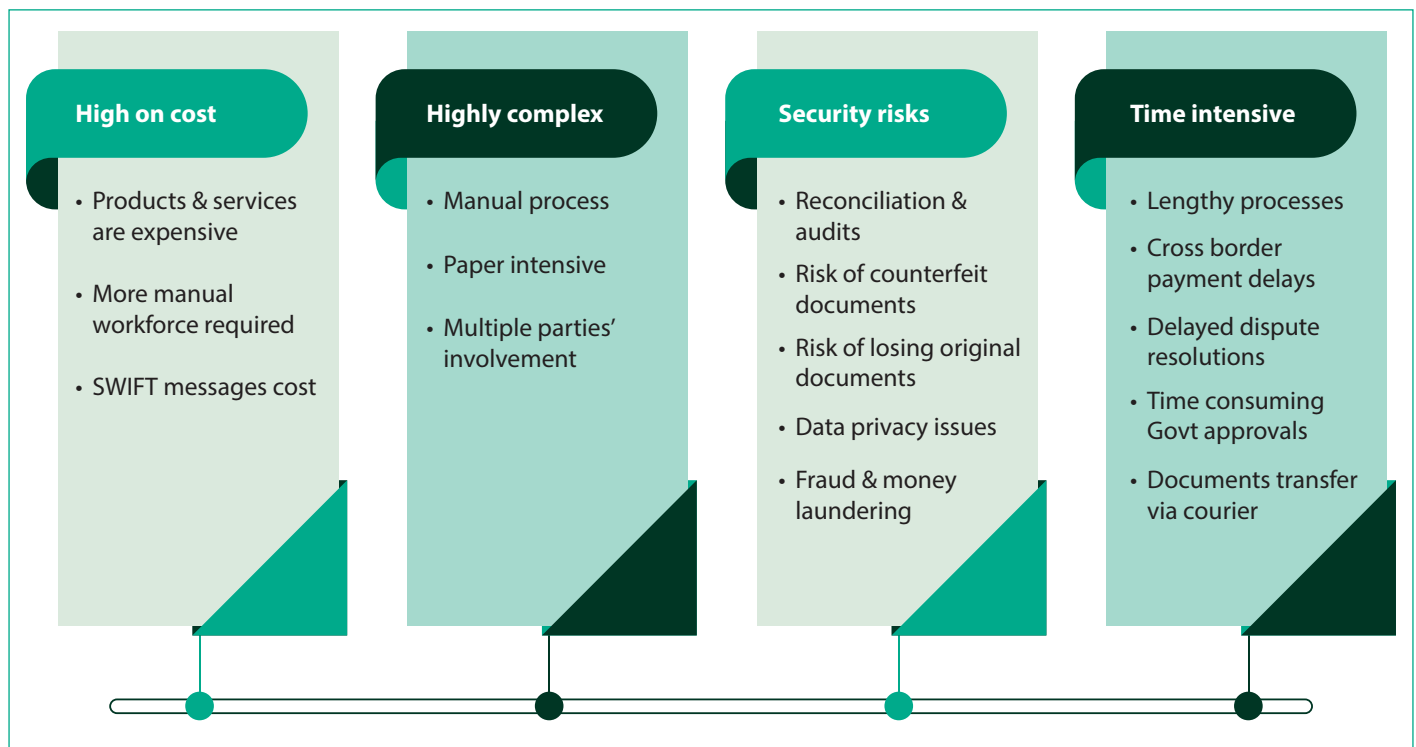 High on cost
• Products & services
are expensive
• More manual
workforce required
• SWIFT messages cost
Highly complex
• Manual process
• Paper intensive
• Multiple parties’
involvement
Security risks
• Reconciliation &
audits
• Risk of counterfeit
documents
• Risk of losing original
documents
• Data privacy issues
• Fraud & money
laundering
Time intensive
• Lengthy processes
• Cross border
payment delays
• Delayed dispute
resolutions
• Time consuming
Govt approvals
• Documents transfer
via courier